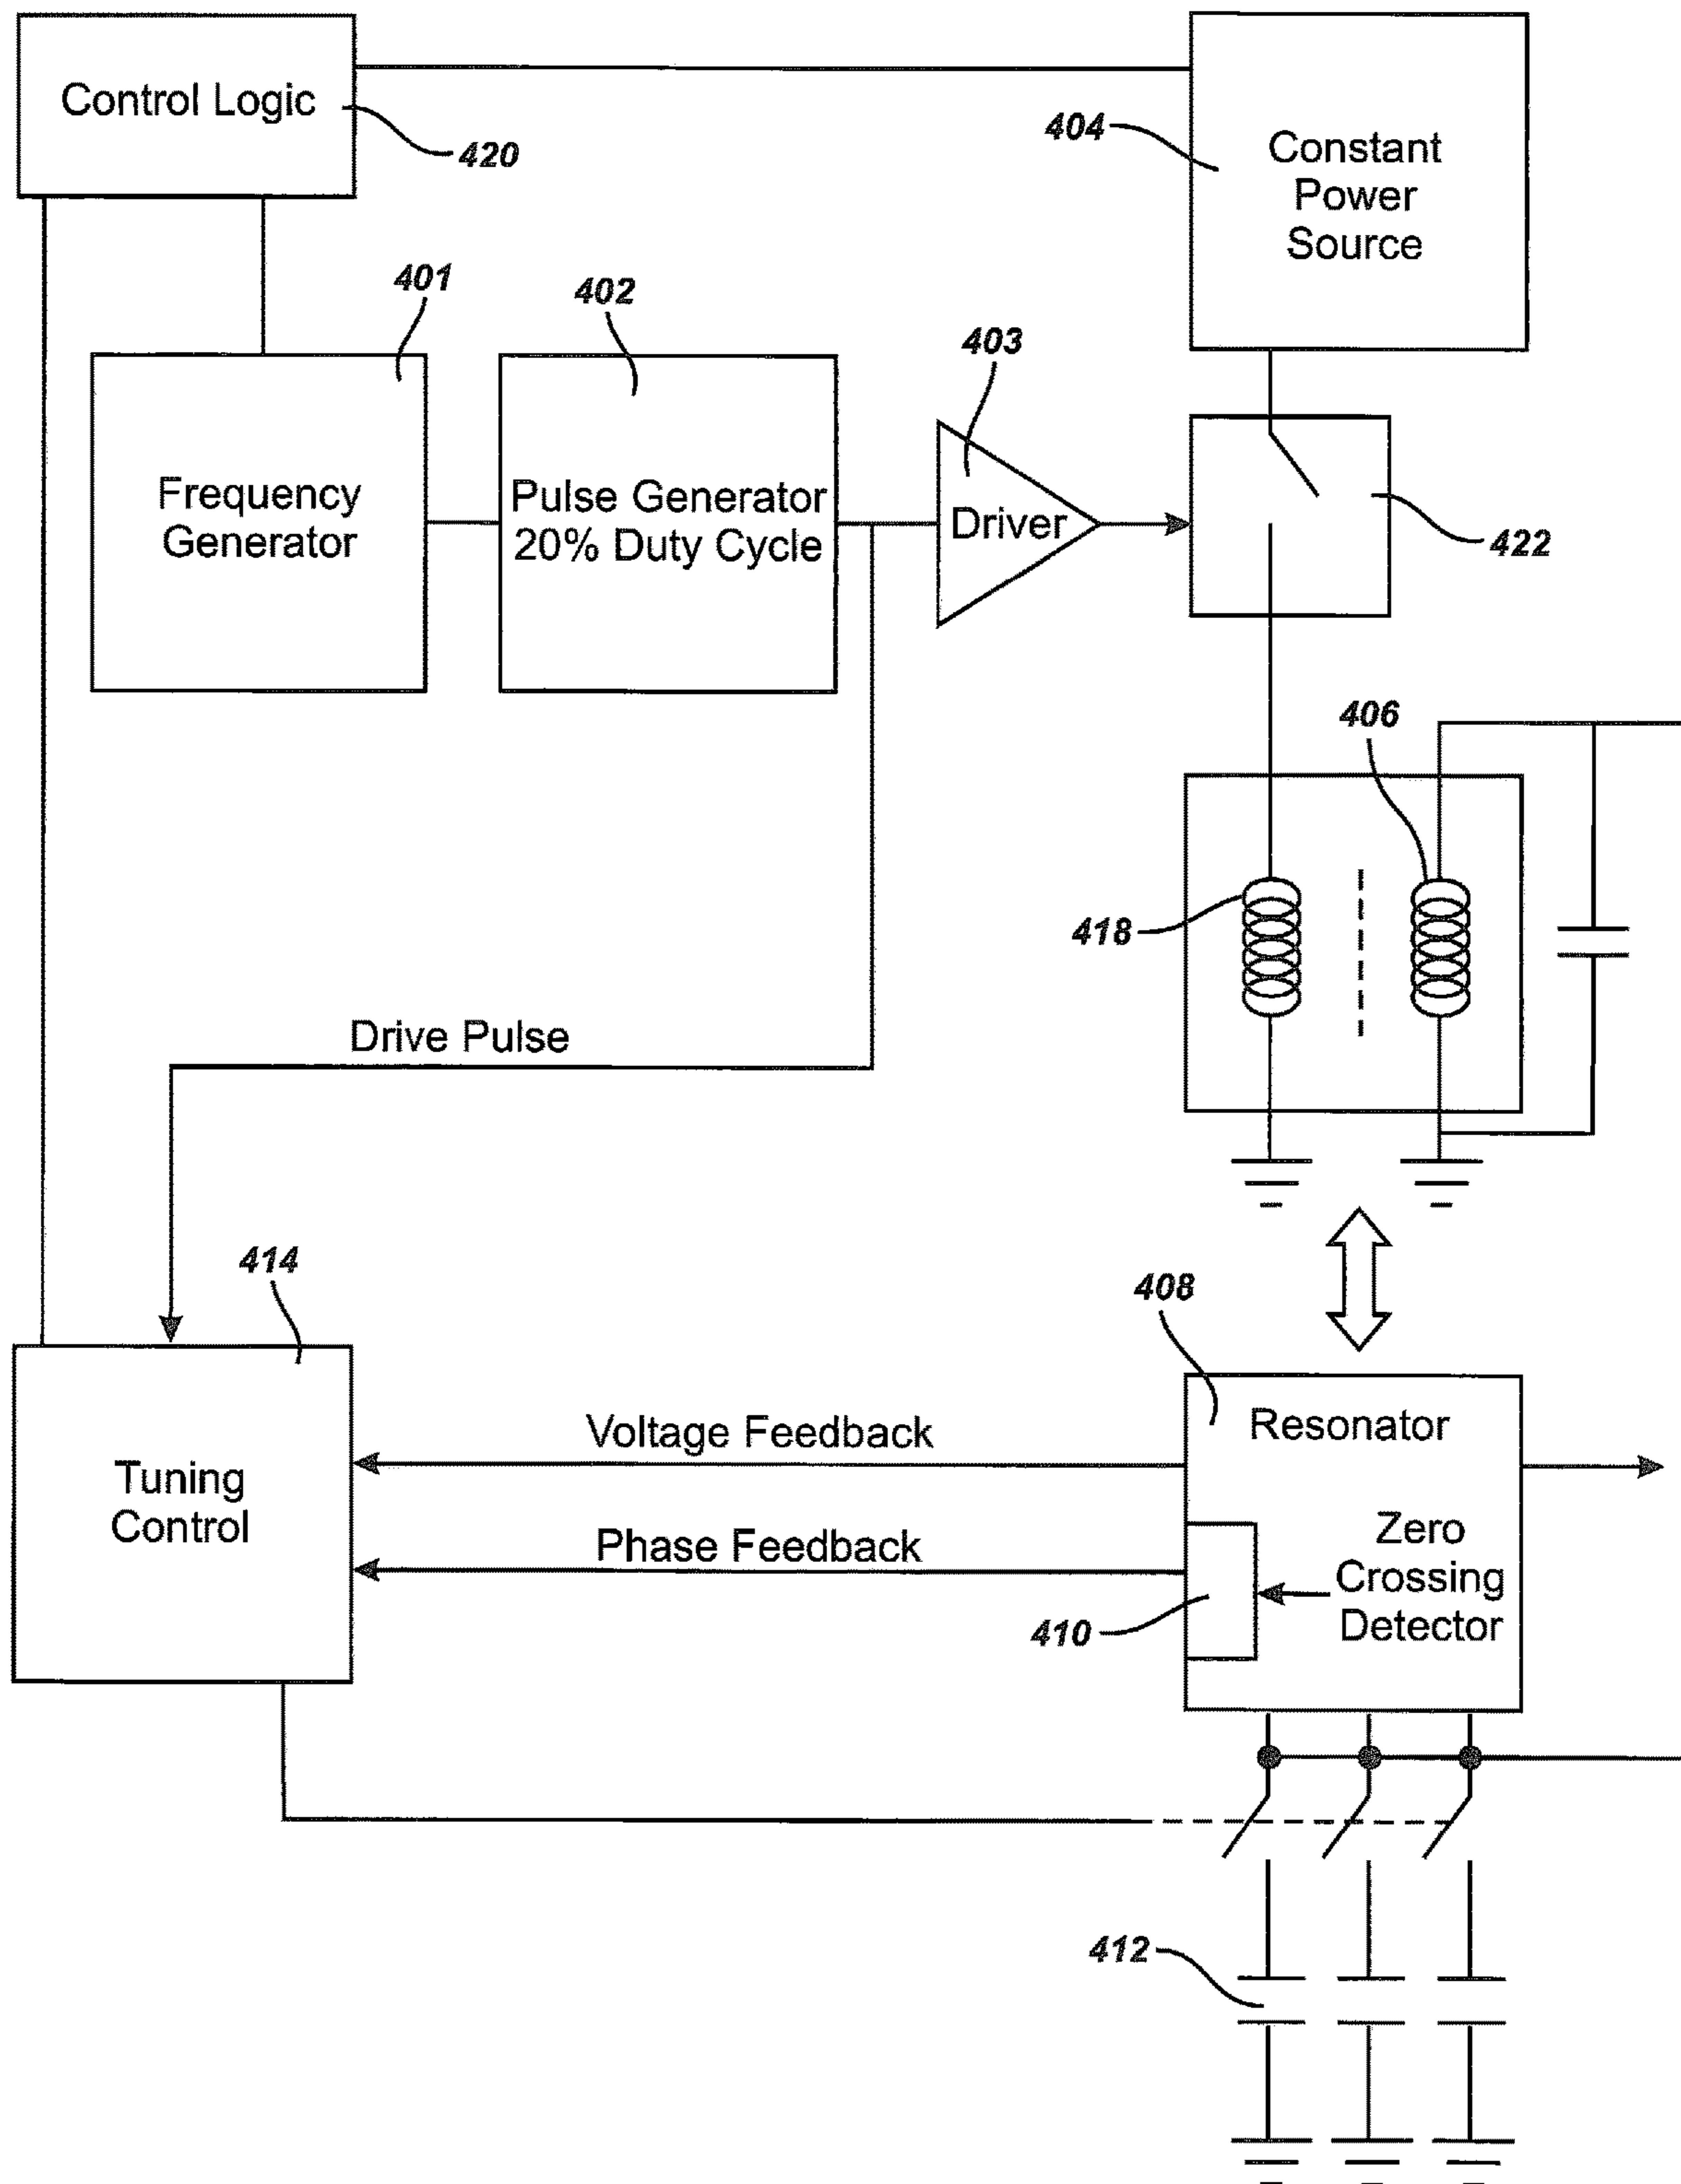 Control Logic
420
404
Constant
Power
Source
401
402
403
Frequency
Generator
Pulse Generator
20% Duty Cycle
Driver
422
406
418
Drive Pulse
414
408
Voltage Feedback
Resonator
Tuning
Control
Phase Feedback
Zero
Crossing
Detector
410
412